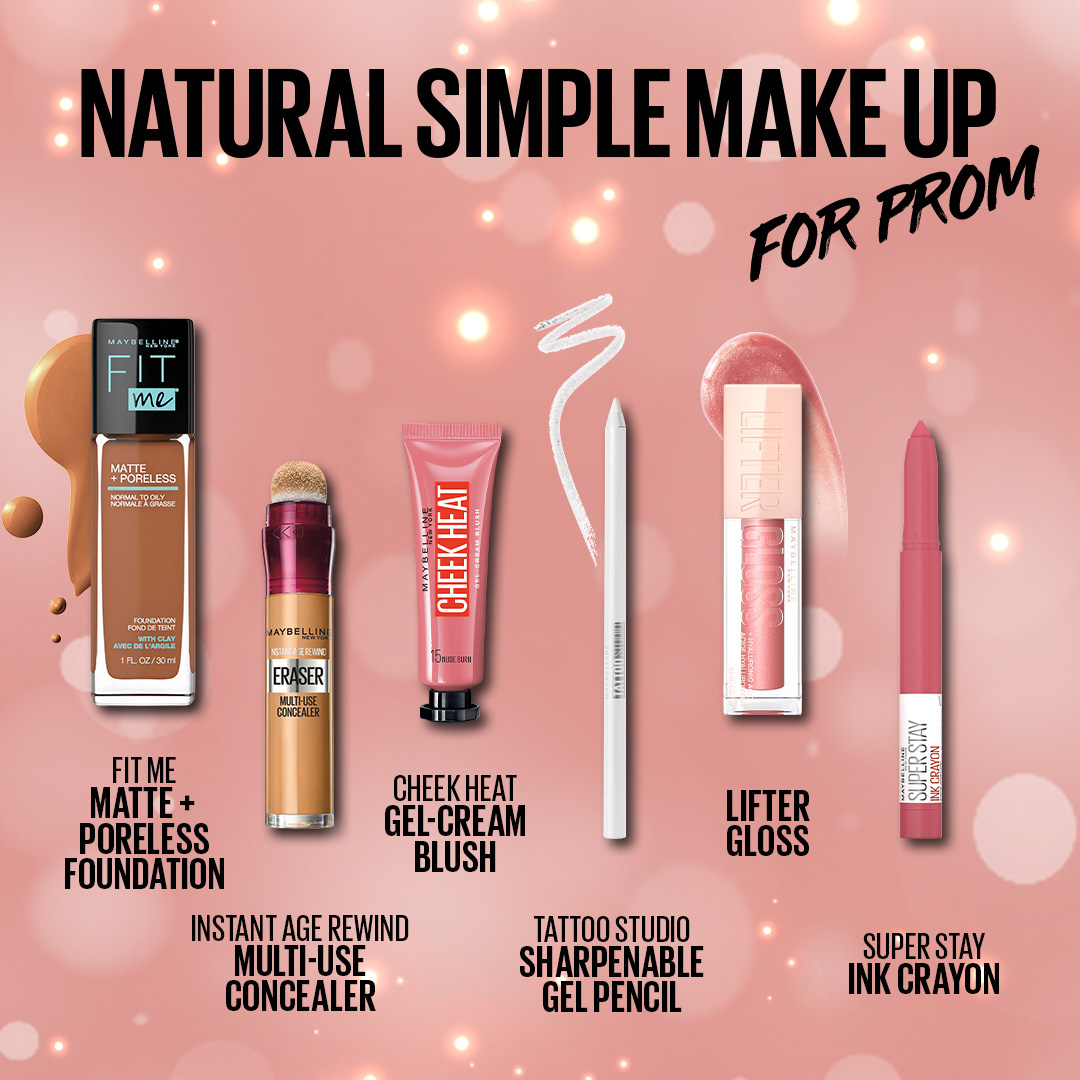 NATURAL SIMPLE MAKE UP
FOR PROM
MAYBELLINE
NEW YORK
FIT
me
MATTE
+ PORELESS
NORMAL TO OILY
NORMALE À GRASSE
FOUNDATION
FOND DE TEINT
WITH CLAY
AVEC DE L'ARGILE
1 FL. OZ / 30 ml
MAYBELLINE
NEW YORK
INSTANT AGE REWIND
ERASER
MULTI-USE
CONCEALER
MAYBELLINE
NEW YORK
CHEEK HEAT
GEL-CREAM BLUSH
15 NUDE BURN
TATTOO STUDIO
LIFTER
GLOSS
MAYBELLINE
NEW YORK
MAYBELLINE
SUPER STAY
INK CRAYON
FIT ME
MATTE +
PORELESS
FOUNDATION
INSTANT AGE REWIND
MULTI-USE
CONCEALER
CHEEK HEAT
GEL-CREAM
BLUSH
TATTOO STUDIO
SHARPENABLE
GEL PENCIL
LIFTER
GLOSS
SUPER STAY
INK CRAYON